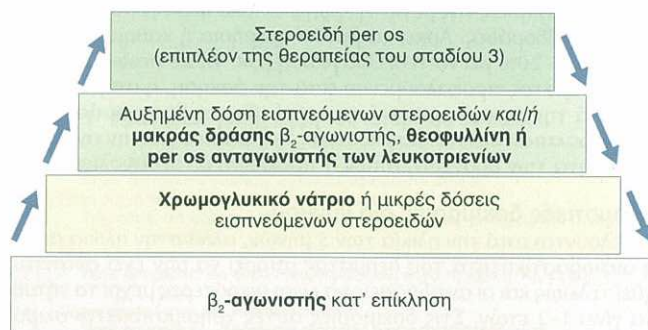 Στεροειδή per os
(επιπλέον της θεραπείας του σταδίου 3)
Αυξημένη δόση εισπνεόμενων στεροειδών και/ή
μακράς δράσης β₂-αγωνιστής, θεοφυλλίνη ή
per os ανταγωνιστής των λευκοτριενίων
Χρωμογλυκικό νάτριο ή μικρές δόσεις
εισπνεόμενων στεροειδών
β₂-αγωνιστής κατ' επίκληση